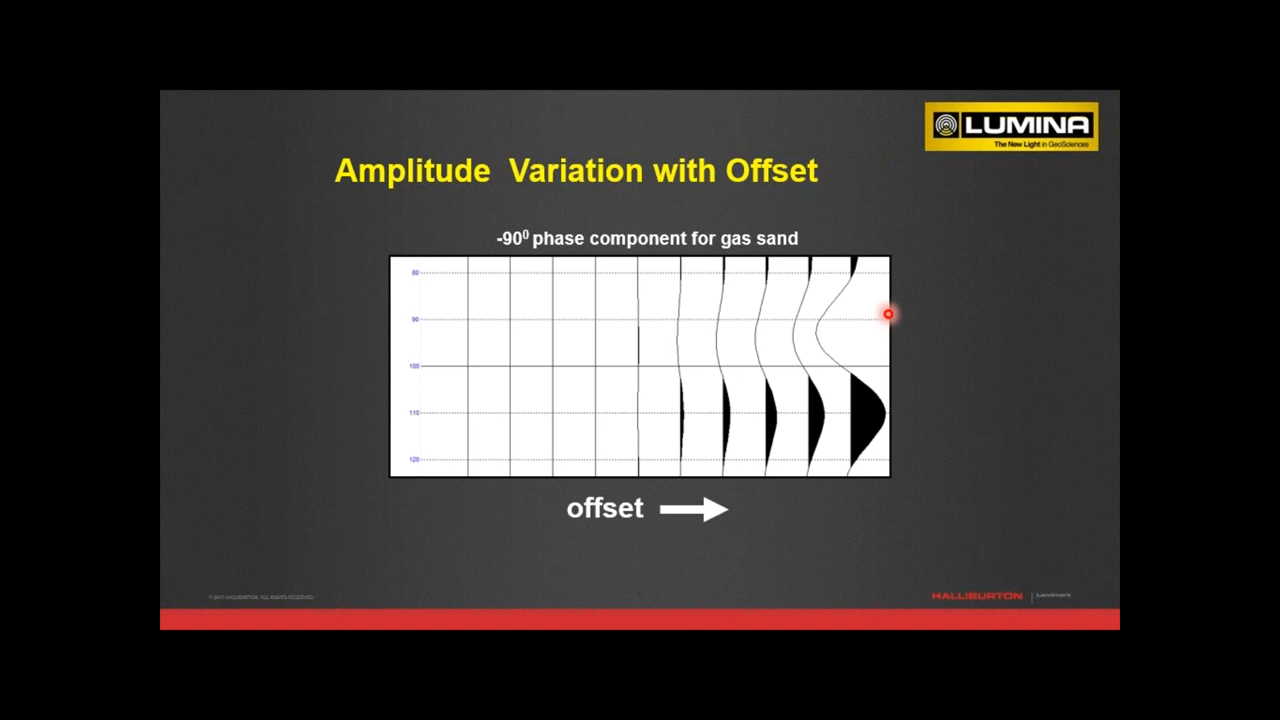 LUMINA
The New Light in GeoSciences
Amplitude Variation with Offset
-90⁰ phase component for gas sand
80
90
100
110
120
offset
HALLIBURTON | Landmark